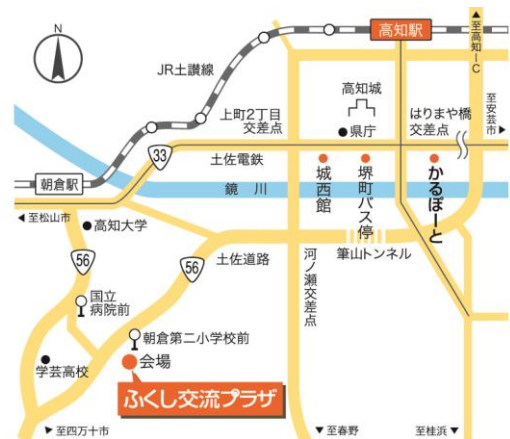 高知駅
▲至高知IC
N
JR土讃線
高知城
上町2丁目
交差点
●県庁
はりまや橋
交差点
至安芸市▶
33
土佐電鉄
朝倉駅
鏡川
城西館
堺町バス停
かるぽーと
◀至松山市
●高知大学
56
56
土佐道路
河ノ瀬交差点
筆山トンネル
国立
病院前
朝倉第二小学校前
会場
学芸高校
ふくし交流プラザ
▶至四万十市
▼至春野
至桂浜▼